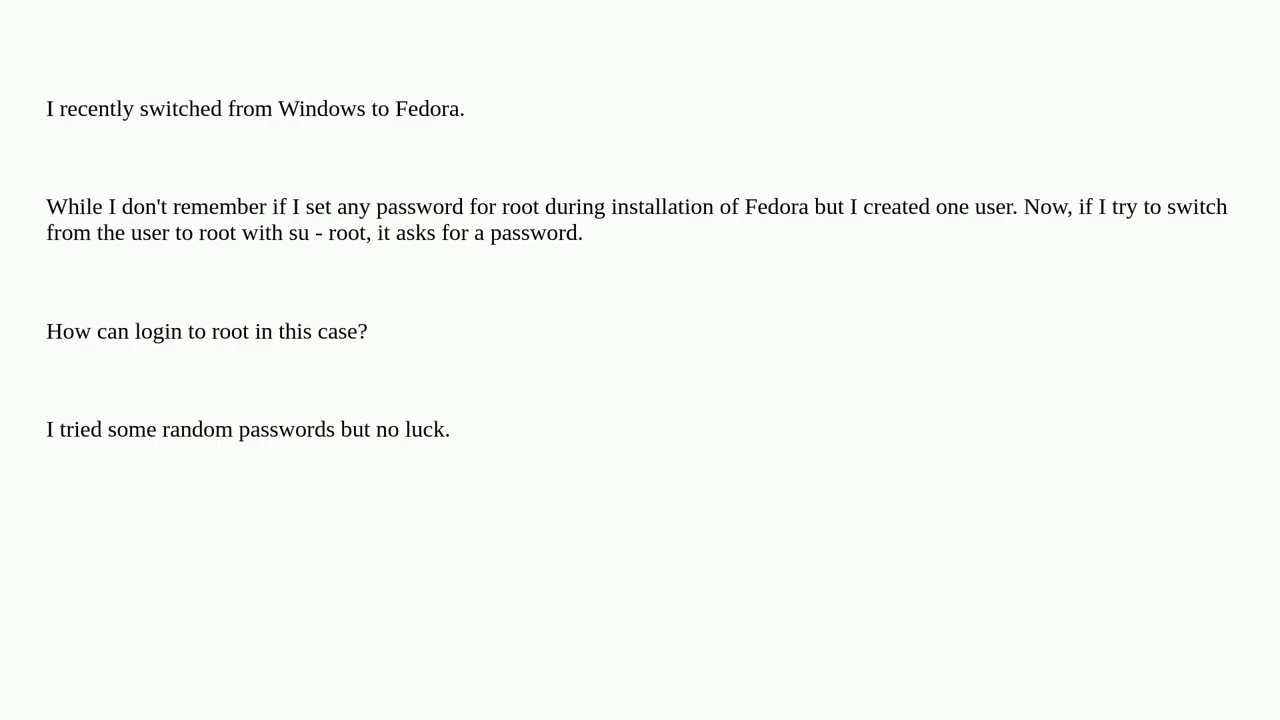 I recently switched from Windows to Fedora.
While I don't remember if I set any password for root during installation of Fedora but I created one user. Now, if I try to switch
from the user to root with su - root, it asks for a password.
How can login to root in this case?
I tried some random passwords but no luck.